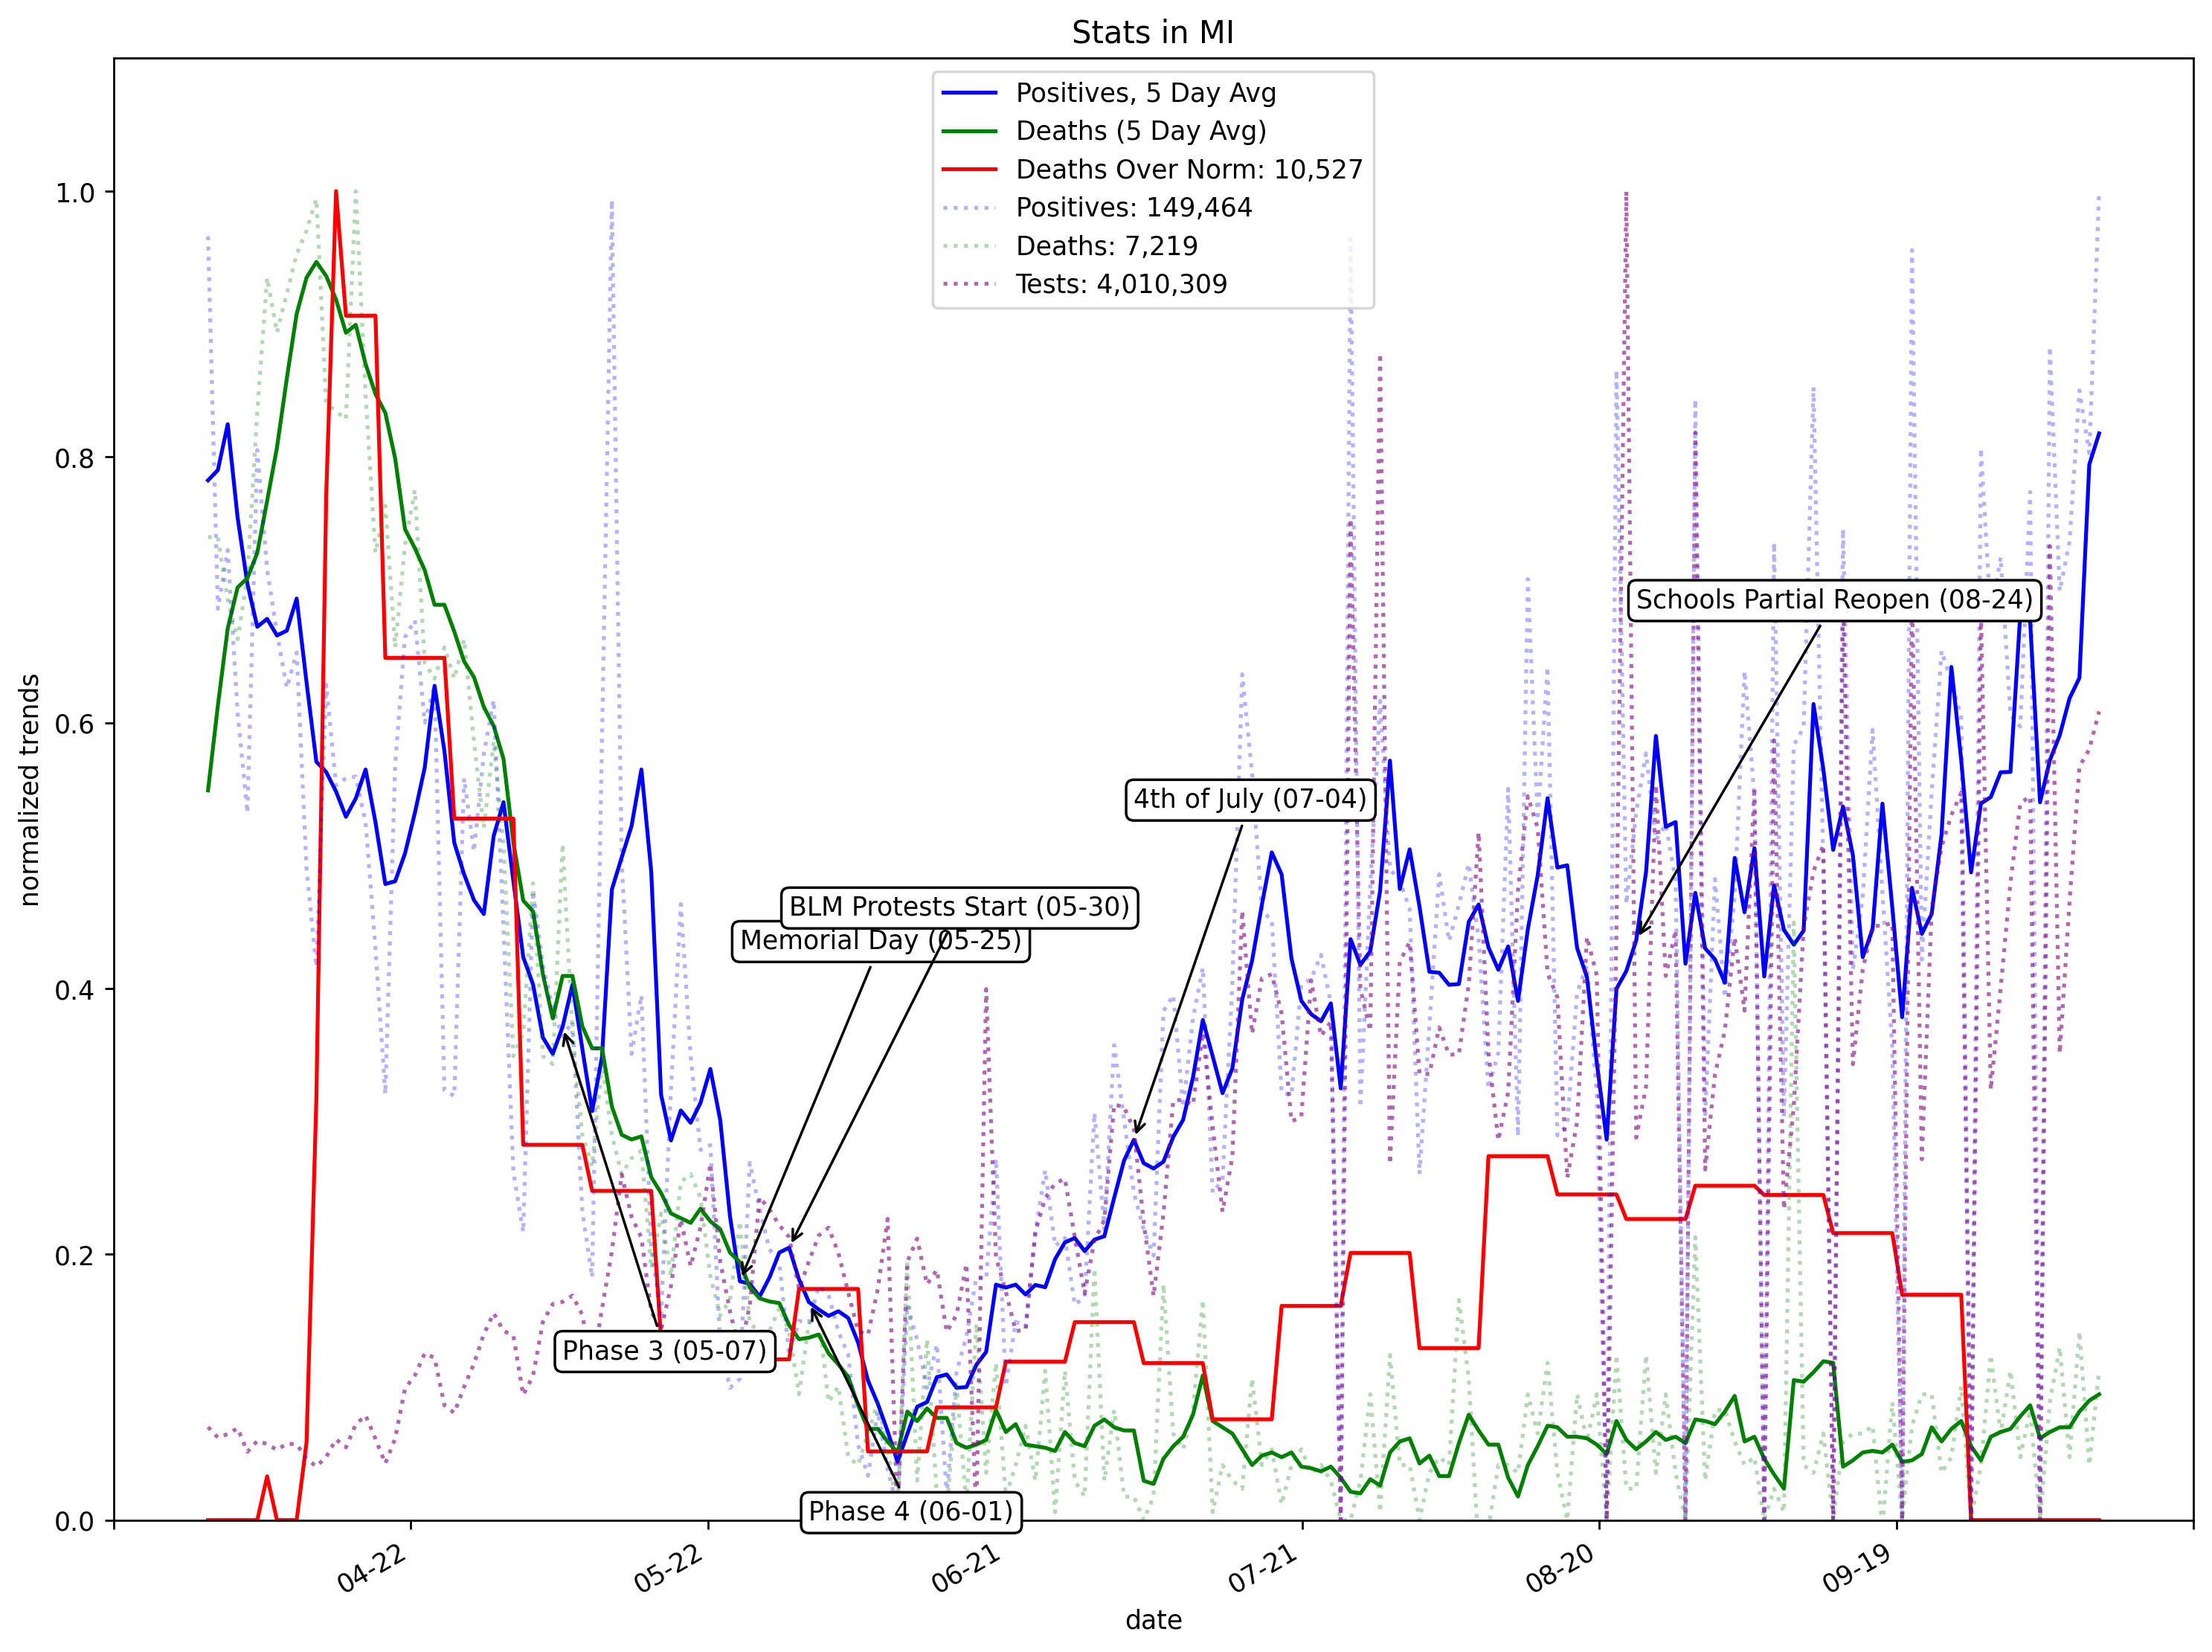 Stats in MI
Positives, 5 Day Avg
Deaths (5 Day Avg)
Deaths Over Norm: 10,527
Positives: 149,464
Deaths: 7,219
Tests: 4,010,309
1.0
0.8
0.6
0.4
0.2
0.0
normalized trends
Schools Partial Reopen (08-24)
4th of July (07-04)
BLM Protests Start (05-30)
Memorial Day (05-25)
Phase 3 (05-07)
Phase 4 (06-01)
04-22
05-22
06-21
07-21
08-20
09-19
date